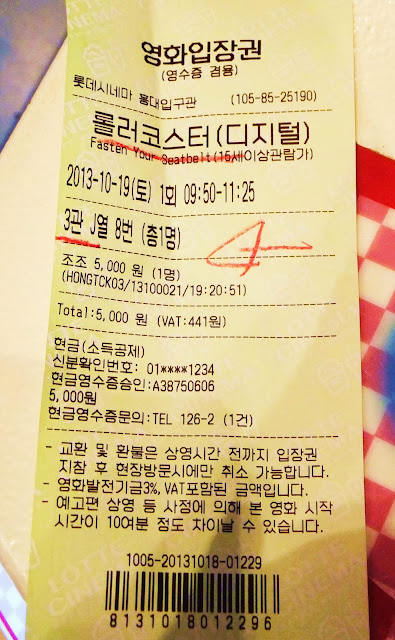 영화입장권
(영수증 겸용)
롯데시네마 홍대입구관 (105-85-25190)
롤러코스터(디지털)
Fasten Your Seatbelt(15세이상관람가)
2013-10-19(토) 1회 09:50-11:25
3관 J열 8번 (총1명)
조조 5,000 원 (1명)
(HONGTCK03/13100021/19:20:51)
Total:5,000 원 (VAT:441원)
현금(소득공제)
신분확인번호: 01****1234
현금영수증승인:A38750606
5,000원
현금영수증문의:TEL 126-2 (1건)
- 교환 및 환불은 상영시간 전까지 입장권
지참 후 현장방문시에만 취소 가능합니다.
- 영화발전기금3%,VAT포함된 금액입니다.
- 예고편 상영 등 사정에 의해 본 영화 시작
시간이 10여분 정도 차이날 수 있습니다.
1005-20131018-01229
8131018012296
LOTTE
CINEMA